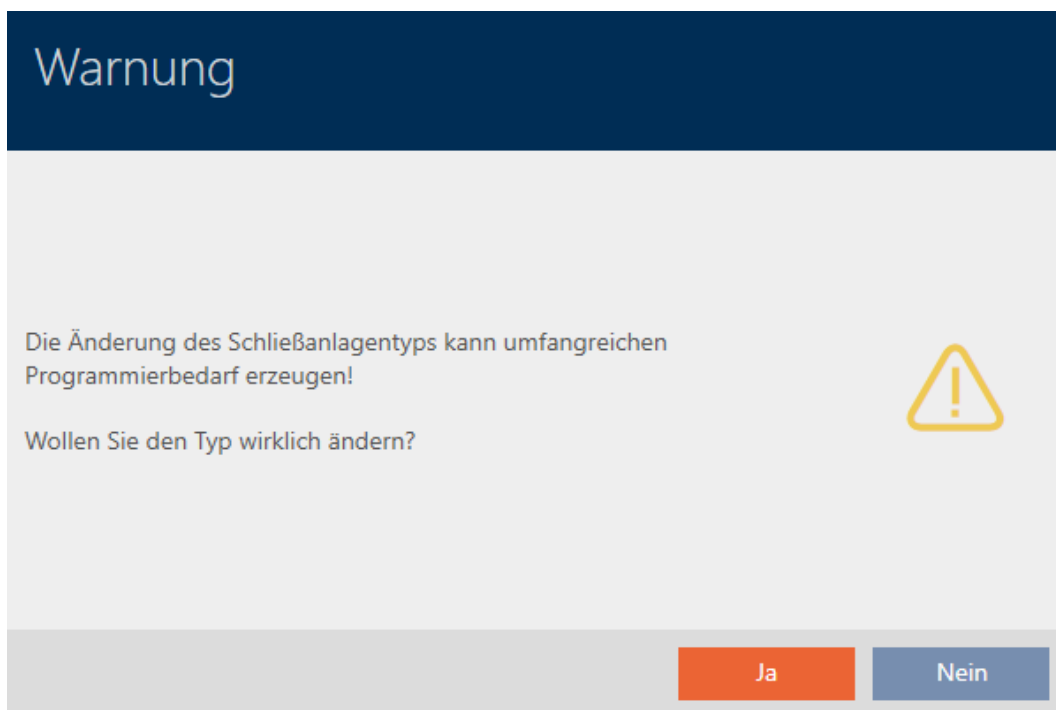 Warnung
Die Änderung des Schließanlagentyps kann umfangreichen
Programmierbedarf erzeugen!
Wollen Sie den Typ wirklich ändern?
Ja
Nein